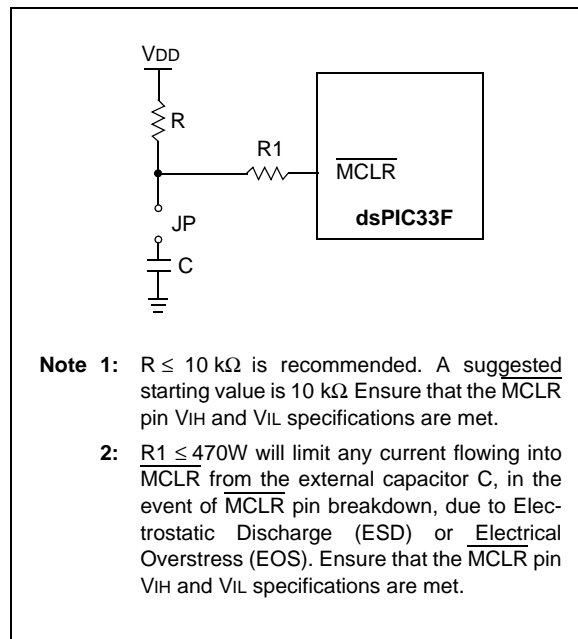 VDD
R
R1
MCLR
JP
dsPIC33F
C
Note 1: R ≤ 10 kΩ is recommended. A suggested
starting value is 10 kΩ Ensure that the MCLR
pin VIH and VIL specifications are met.
2: R1 ≤ 470W will limit any current flowing into
MCLR from the external capacitor C, in the
event of MCLR pin breakdown, due to Elec-
trostatic Discharge (ESD) or Electrical
Overstress (EOS). Ensure that the MCLR pin
VIH and VIL specifications are met.